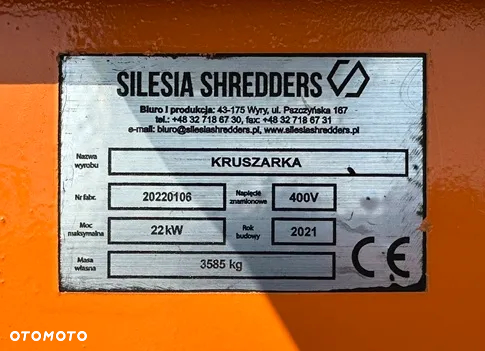 SILESIA SHREDDERS
Biuro i produkcja: 43-175 Wyry, ul. Pszczyńska 167
tel.: +48 32 718 67 30, fax: +48 32 718 67 31
e-mail: biuro@silesiashredders.pl, www.silesiashredders.pl
Nazwa wyrobu KRUSZARKA
Nr fabr. 20220106 Napięcie znamionowe 400V
Moc maksymalna 22kW Rok budowy 2021
Masa własna 3585 kg CE
OTOMOTO